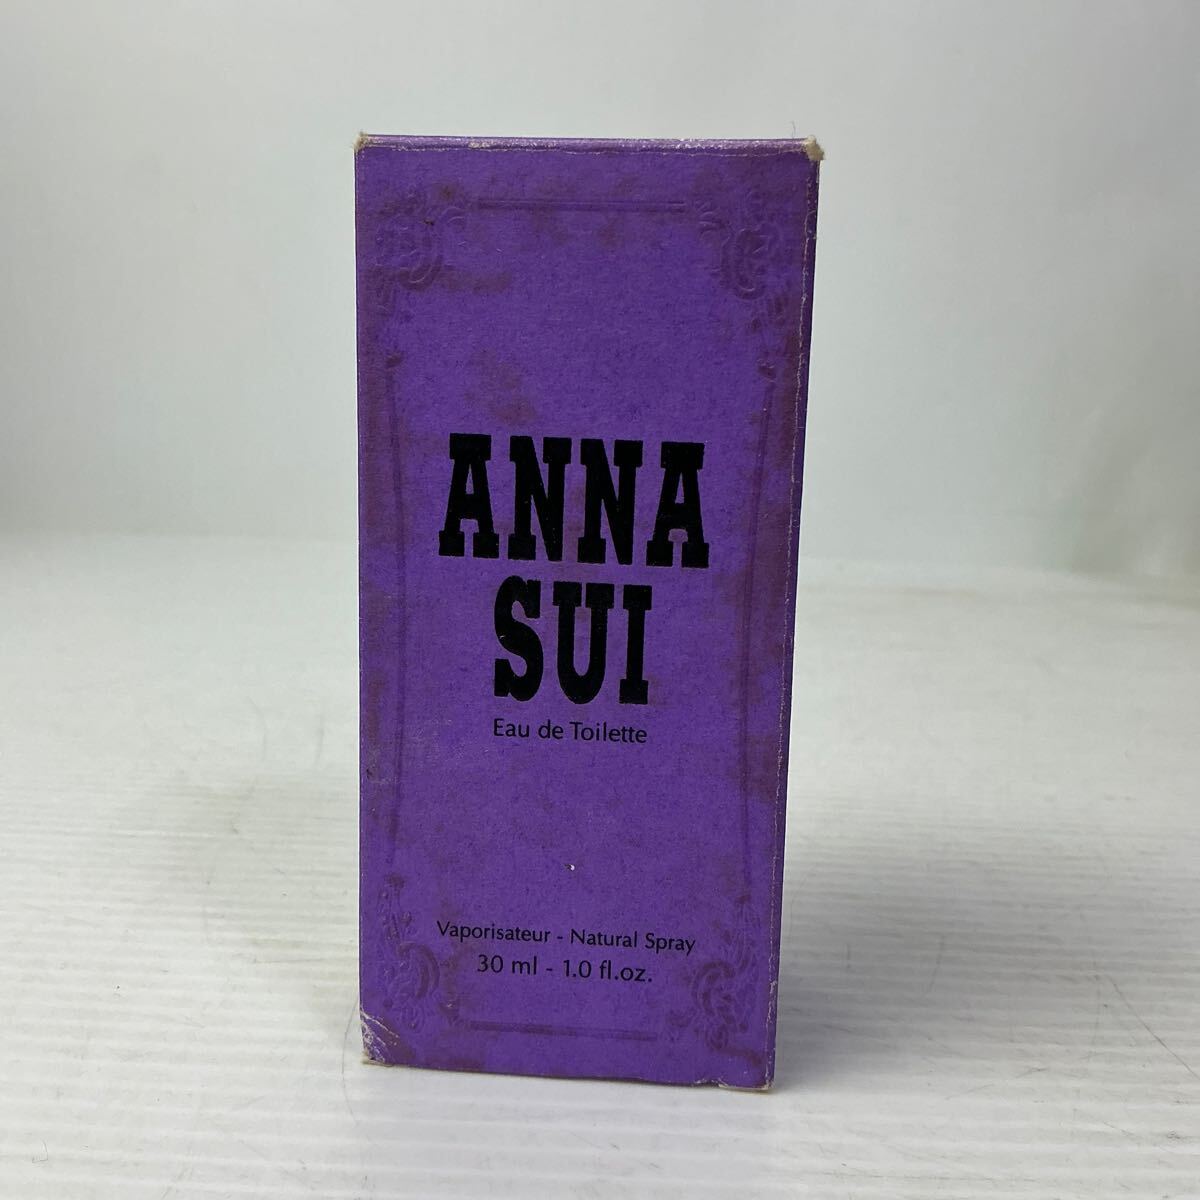 ANNA
SUI
Eau de Toilette
Vaporisateur - Natural Spray
30 ml - 1.0 fl.oz.